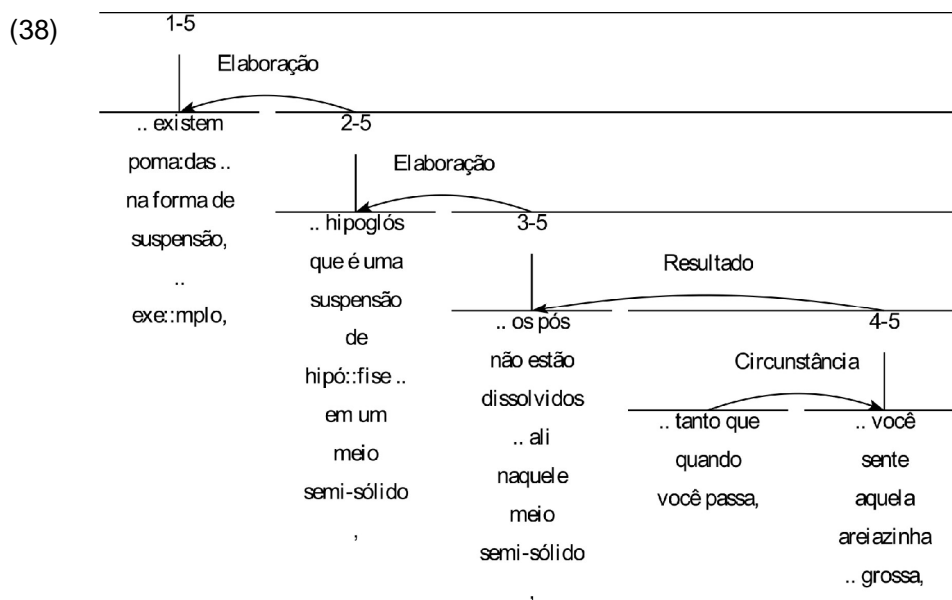 (38)
1-5
Elaboração
.. existem
poma:das ..
na forma de
suspensão,
..
exe::mplo,
2-5
Elaboração
.. hipoglós
que é uma
suspensão
de
hipó::fise ..
em um
meio
semi-sólido
,
3-5
Resultado
.. os pós
não estão
dissolvidos
.. ali
naquele
meio
semi-sólido
,
4-5
Circunstância
.. tanto que
quando
você passa,
.. você
sente
aquela
areiazinha
.. grossa,